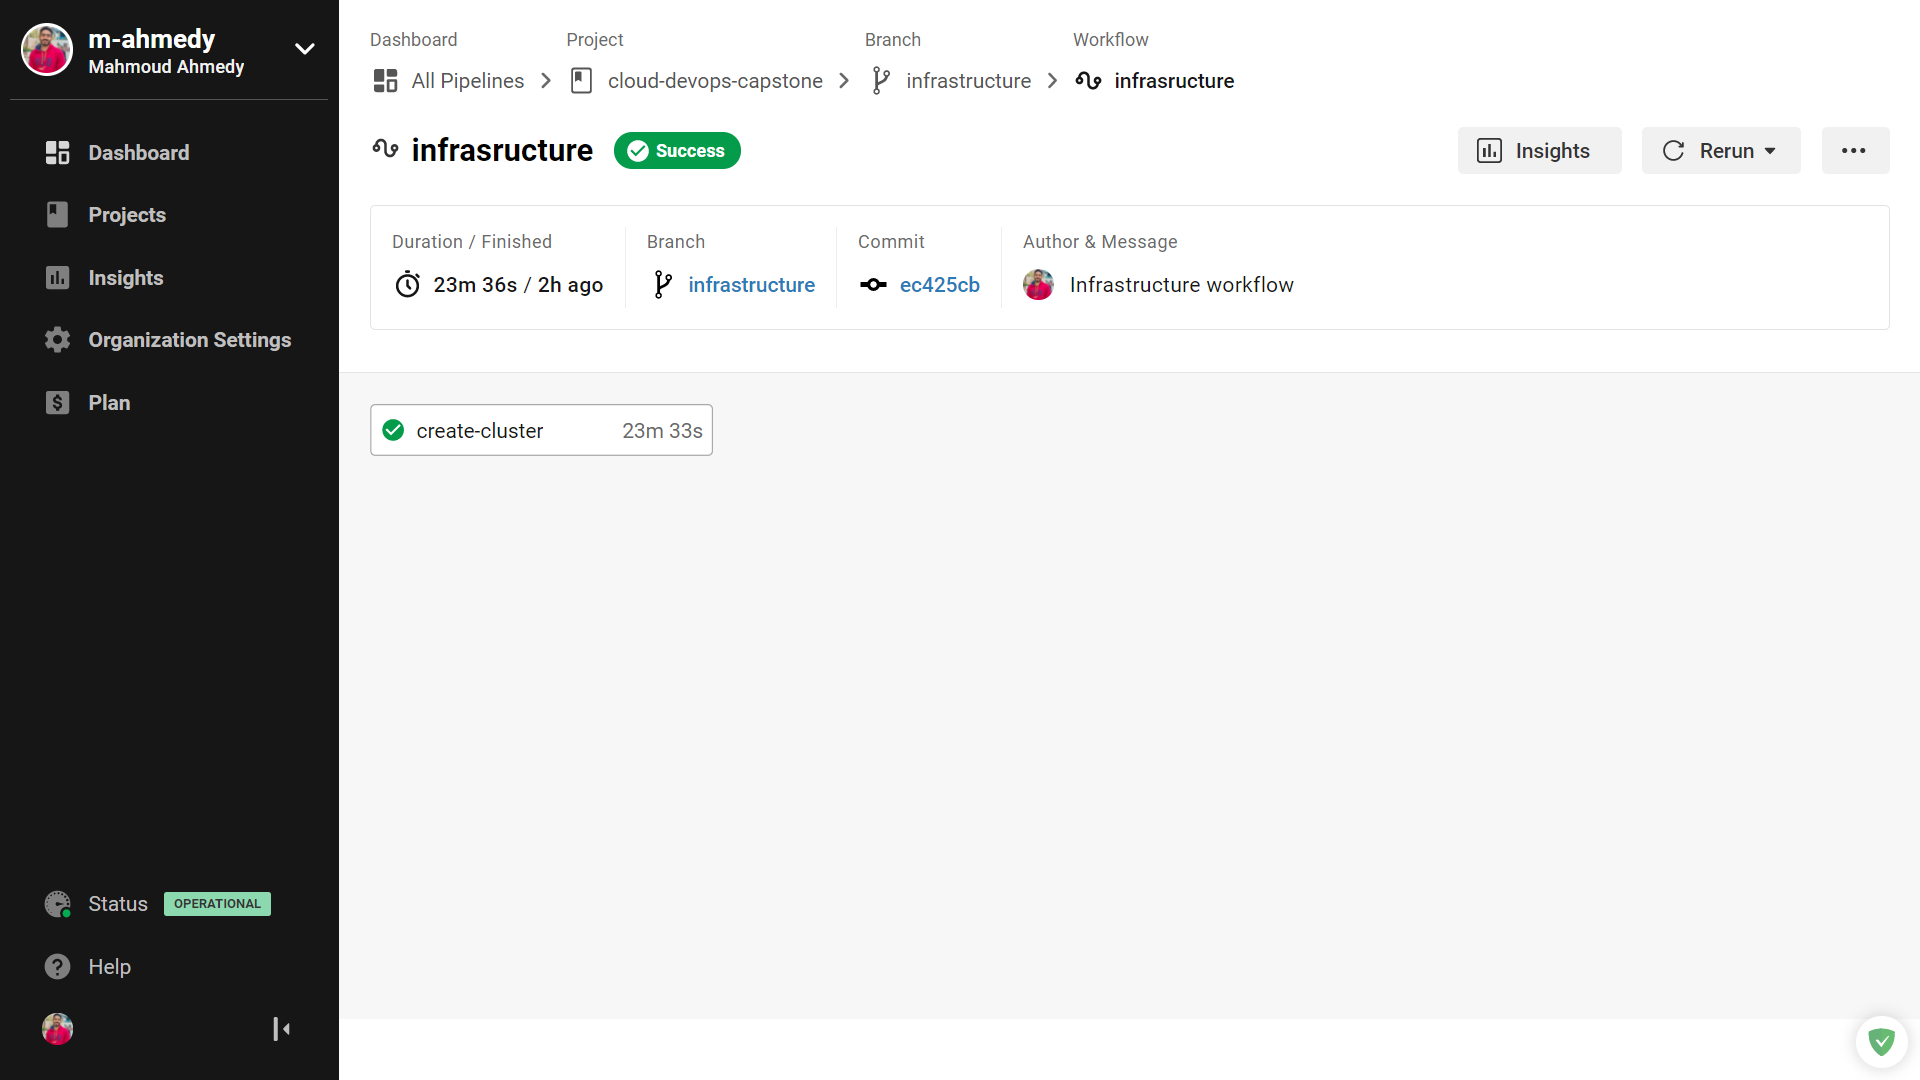 m-ahmedy
Mahmoud Ahmedy
Dashboard
Projects
Insights
Organization Settings
Plan
Status OPERATIONAL
Help
Dashboard Project Branch Workflow
All Pipelines cloud-devops-capstone infrastructure infrasructure
infrasructure Success Insights Rerun
Duration / Finished Branch Commit Author & Message
23m 36s / 2h ago infrastructure ec425cb Infrastructure workflow
create-cluster 23m 33s